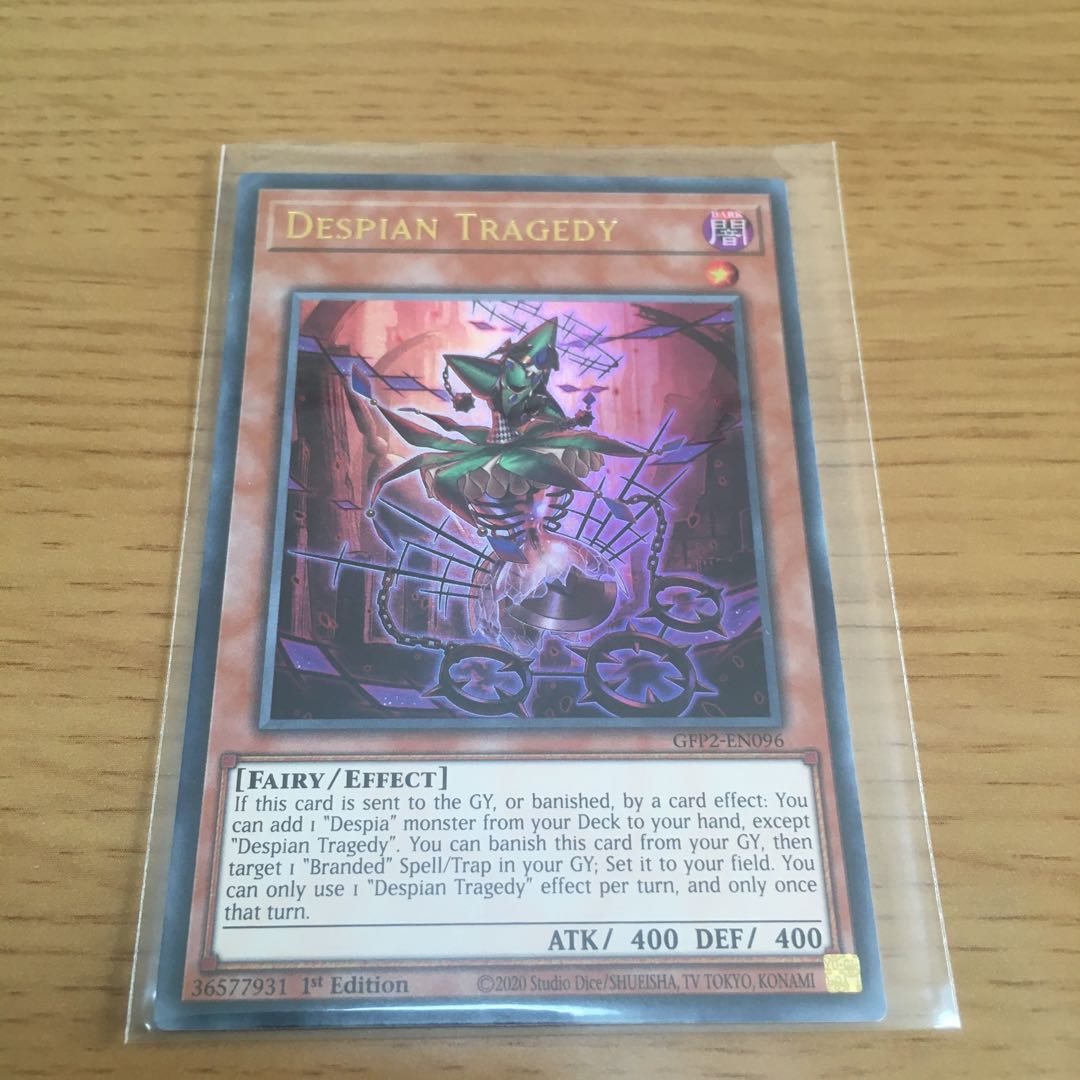 DESPIAN TRAGEDY
DARK
闇
GFP2-EN096
[FAIRY/EFFECT]
If this card is sent to the GY, or banished, by a card effect: You
can add 1 "Despia" monster from your Deck to your hand, except
"Despian Tragedy". You can banish this card from your GY, then
target 1 "Branded" Spell/Trap in your GY; Set it to your field. You
can only use 1 "Despian Tragedy" effect per turn, and only once
that turn.
ATK/ 400 DEF/ 400
36577931 1st Edition ©2020 Studio Dice/SHUEISHA, TV TOKYO, KONAMI